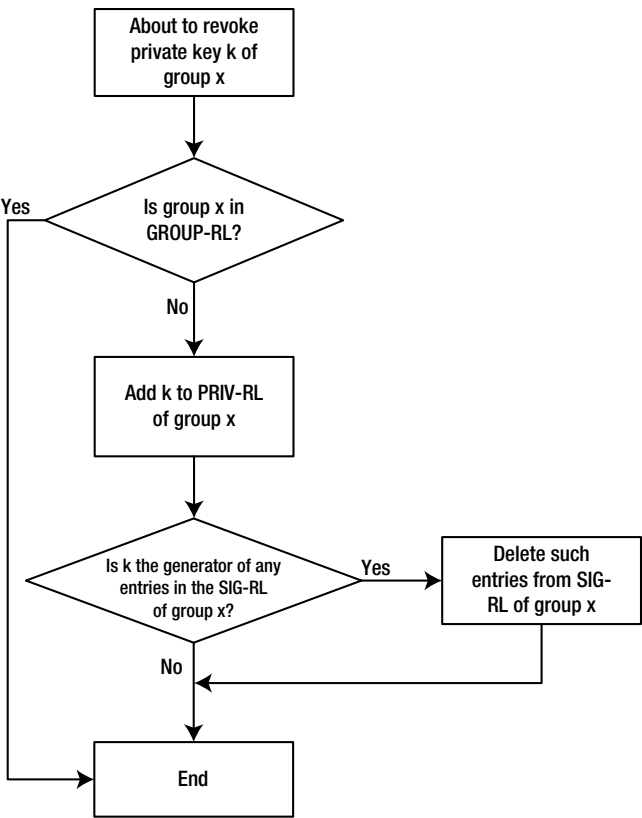 About to revoke
private key k of
group x
Yes
Is group x in
GROUP-RL?
No
Add k to PRIV-RL
of group x
Is k the generator of any
entries in the SIG-RL
of group x?
Yes
Delete such
entries from SIG-
RL of group x
No
End